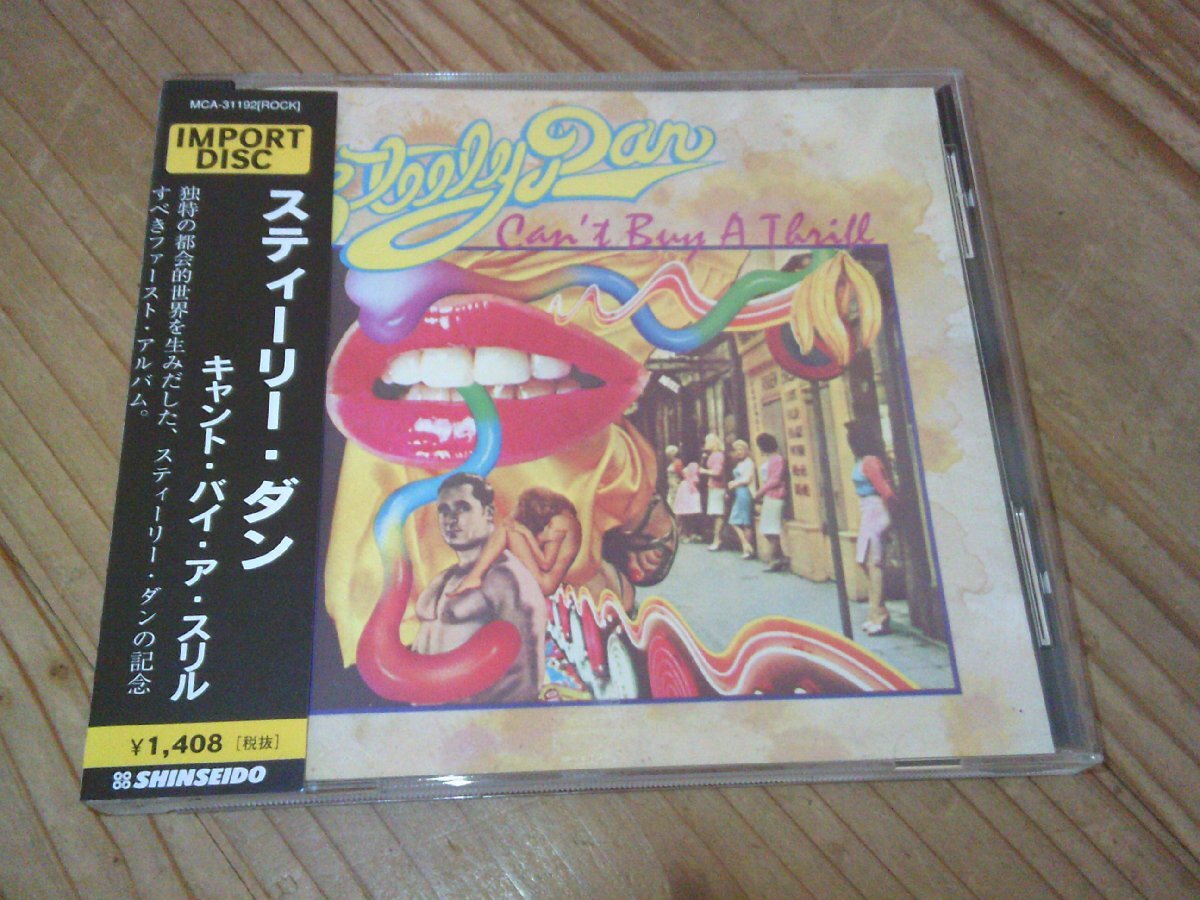 MCA-31192[ROCK]
IMPORT
DISC
スティーリー・ダン
キャント・バイ・ア・スリル
独特の都会的世界を生みだした、スティーリー・ダンの記念
すべきファースト・アルバム。
¥1,408 [税抜]
SHINSEIDO
Steely Dan
Can't Buy A Thrill